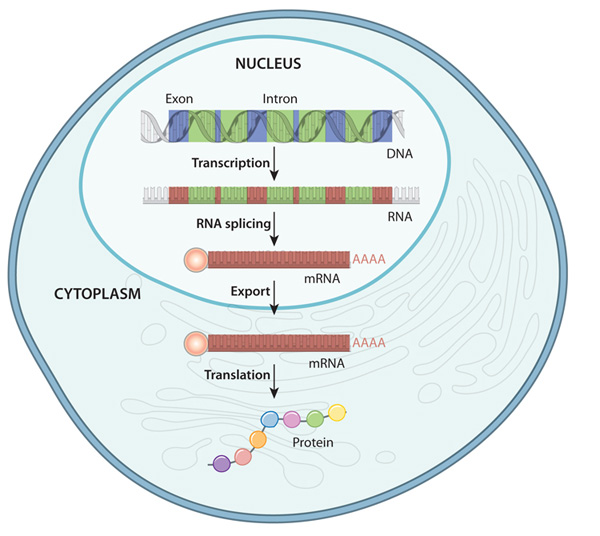 NUCLEUS
Exon
Intron
DNA
Transcription
RNA
RNA splicing
AAAA
mRNA
CYTOPLASM
Export
AAAA
mRNA
Translation
Protein